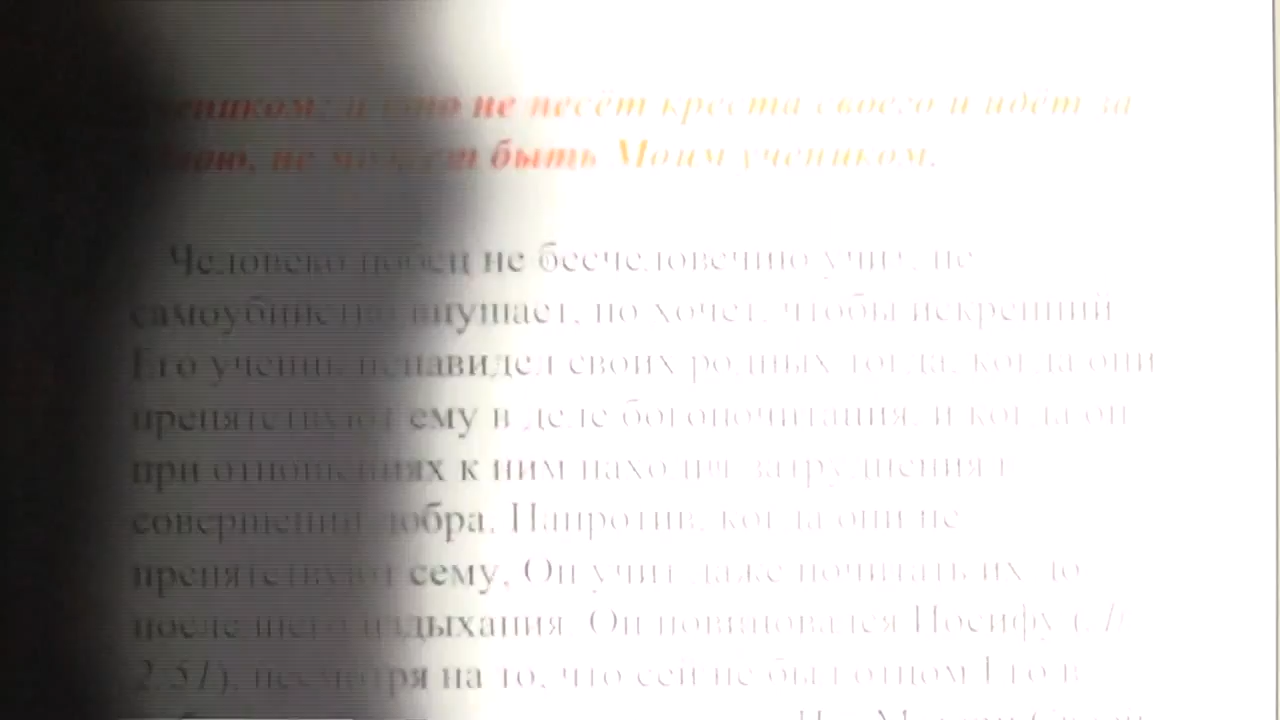 учеником; и кто не несёт креста своего и идёт за
Мною, не может быть Моим учеником.
Человеколюбец не бесчеловечию учит, не
самоубийство внушает, но хочет, чтобы искренний
Его ученик ненавидел своих родных тогда, когда они
препятствуют ему в деле богопочитания, и когда он
при отношениях к ним находит затруднения к
совершению добра. Напротив, когда они не
препятствуют сему, Он учит даже почитать их до
последнего издыхания. Он повиновался Иосифу (Лк.
2:51), несмотря на то, что сей не был отцом Его в